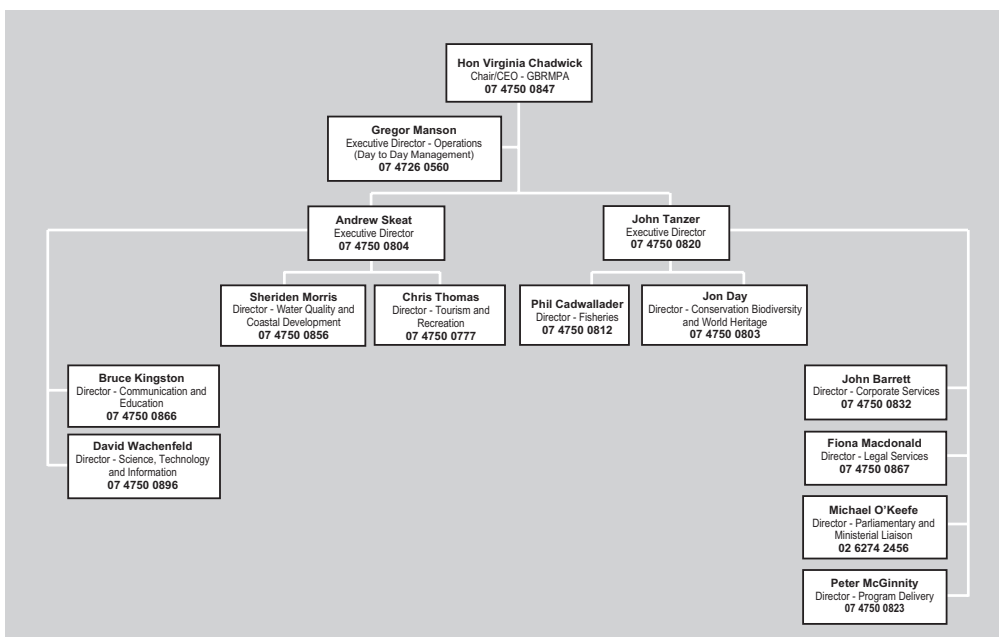 Hon Virginia Chadwick
Chair/CEO - GBRMPA
07 4750 0847
Gregor Manson
Executive Director - Operations
(Day to Day Management)
07 4726 0560
Andrew Skeat
Executive Director
07 4750 0804
John Tanzer
Executive Director
07 4750 0820
Sheriden Morris
Director - Water Quality and
Coastal Development
07 4750 0856
Chris Thomas
Director - Tourism and
Recreation
07 4750 0777
Phil Cadwallader
Director - Fisheries
07 4750 0812
Jon Day
Director - Conservation Biodiversity
and World Heritage
07 4750 0803
Bruce Kingston
Director - Communication and
Education
07 4750 0866
David Wachenfeld
Director - Science, Technology
and Information
07 4750 0896
John Barrett
Director - Corporate Services
07 4750 0832
Fiona Macdonald
Director - Legal Services
07 4750 0867
Michael O'Keefe
Director - Parliamentary and
Ministerial Liaison
02 6274 2456
Peter McGinnity
Director - Program Delivery
07 4750 0823